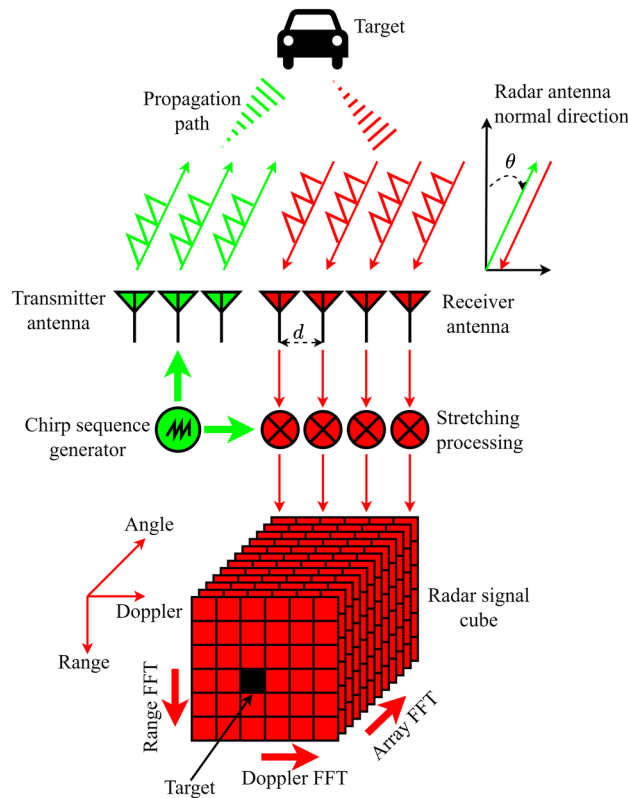 Target
Propagation
path
Radar antenna
normal direction
θ
Transmitter
antenna
Receiver
antenna
d
Chirp sequence
generator
Stretching
processing
Angle
Doppler
Range
Radar signal
cube
Range FFT
Array FFT
Doppler FFT
Target